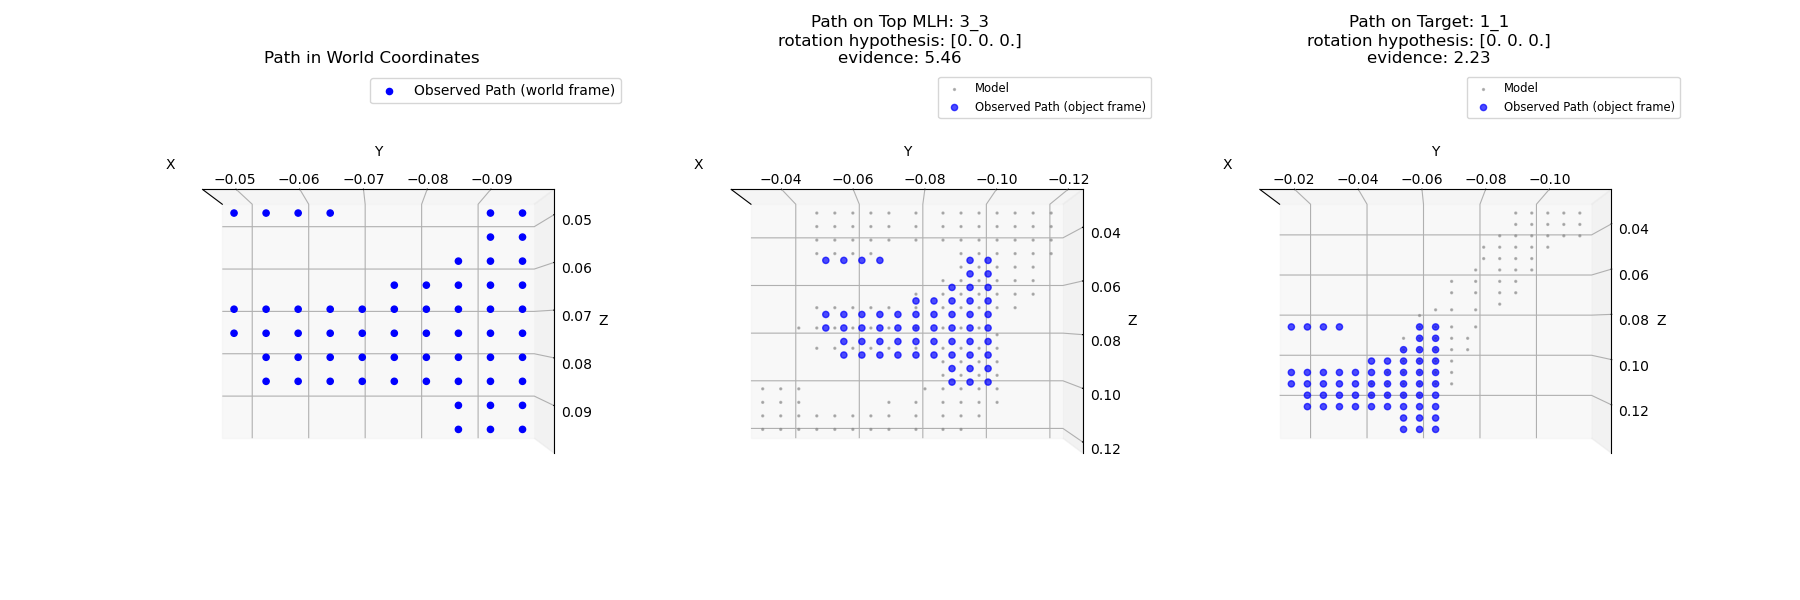 Path in World Coordinates
Observed Path (world frame)
X
Y
−0.05 −0.06 −0.07 −0.08 −0.09
0.05
0.06
0.07
Z
0.08
0.09
Path on Top MLH: 3_3
rotation hypothesis: [0. 0. 0.]
evidence: 5.46
Model
Observed Path (object frame)
X
Y
−0.04 −0.06 −0.08 −0.10 −0.12
0.04
0.06
Z
0.08
0.10
0.12
Path on Target: 1_1
rotation hypothesis: [0. 0. 0.]
evidence: 2.23
Model
Observed Path (object frame)
X
Y
−0.02 −0.04 −0.06 −0.08 −0.10
0.04
0.06
0.08 Z
0.10
0.12